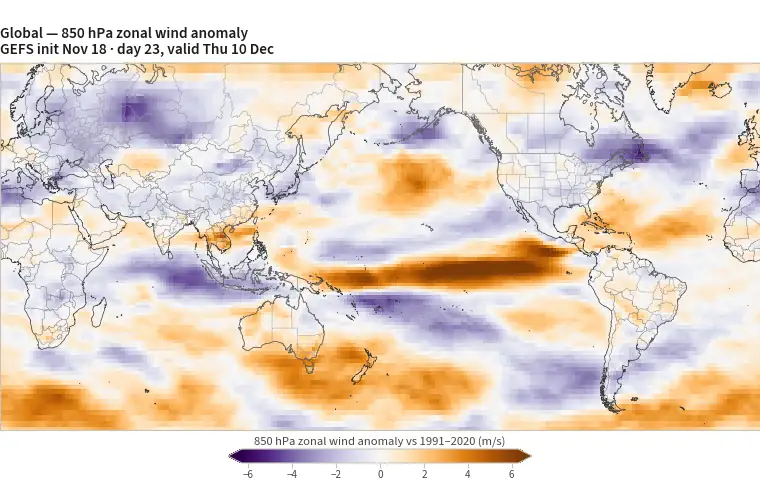 Global — 850 hPa zonal wind anomaly
GEFS init Nov 18 · day 23, valid Thu 10 Dec
850 hPa zonal wind anomaly vs 1991–2020 (m/s)
−6 −4 −2 0 2 4 6